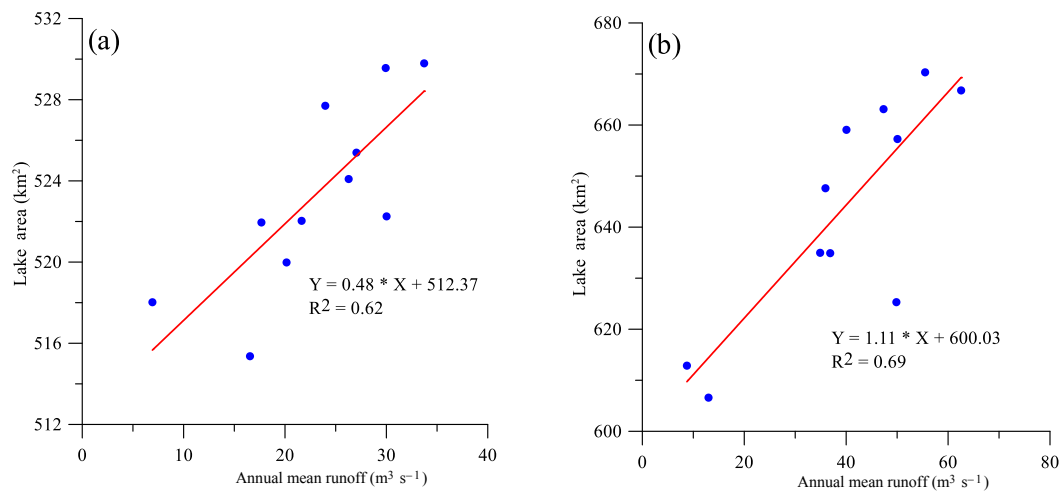 (a)
532
528
524
520
516
512
Lake area (km²)
Y = 0.48 * X + 512.37
R2 = 0.62
0 10 20 30 40
Annual mean runoff (m³ s⁻¹)
(b)
680
660
640
620
600
Lake area (km²)
Y = 1.11 * X + 600.03
R2 = 0.69
0 20 40 60 80
Annual mean runoff (m³ s⁻¹)